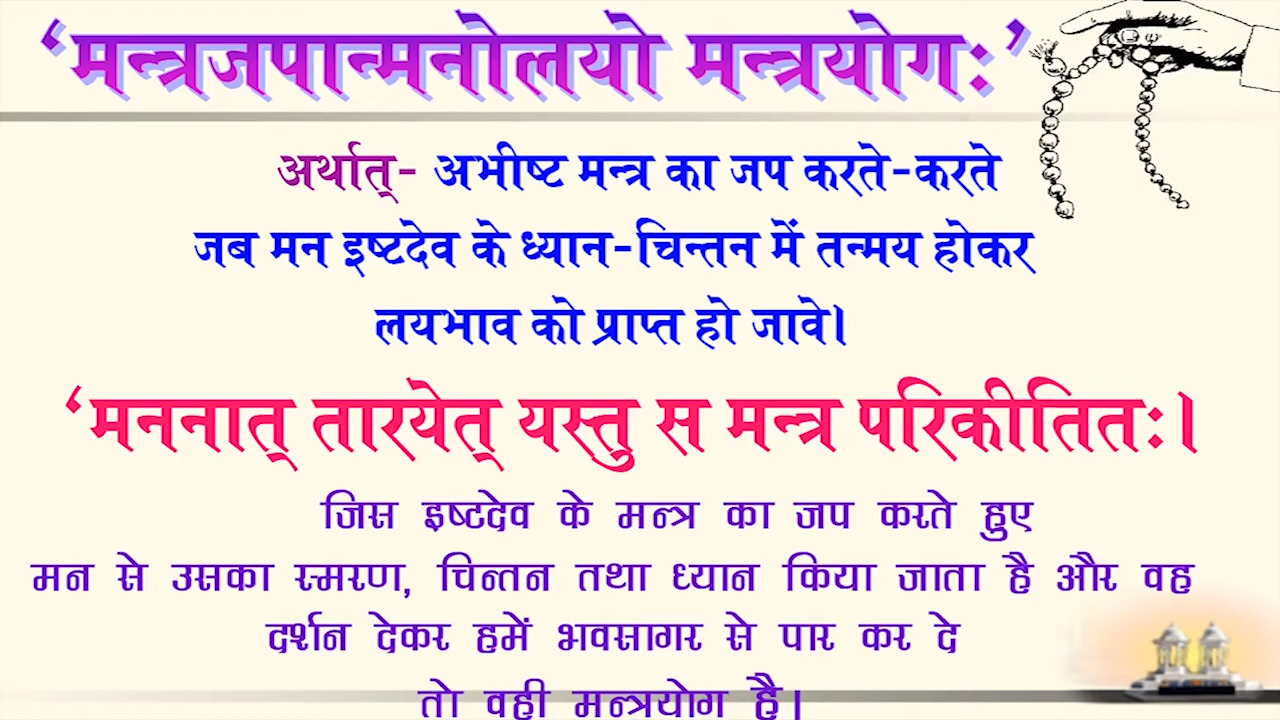 ‘मन्त्रजपान्मनोलयो मन्त्रयोगः’
अर्थात्- अभीष्ट मन्त्र का जप करते-करते
जब मन इष्टदेव के ध्यान-चिन्तन में तन्मय होकर
लयभाव को प्राप्त हो जावे।
‘मननात् तारयेत् यस्तु स मन्त्र परिकीतितः।
जिस इष्टदेव के मन्त्र का जप करते हुए
मन से उसका स्मरण, चिन्तन तथा ध्यान किया जाता है और वह
दर्शन देकर हमें भवसागर से पार कर दे
तो वही मन्त्रयोग है।